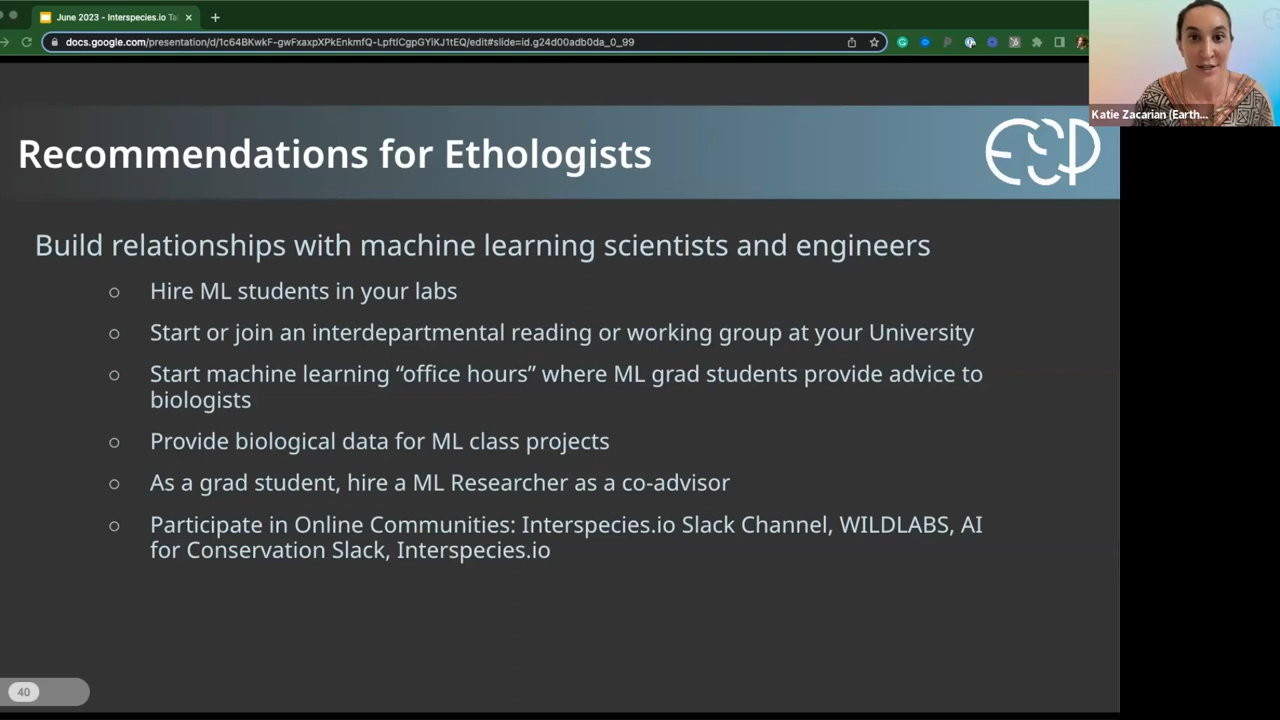 June 2023 - Interspecies.io Ta
docs.google.com/presentation/d/1c64BKwkF-gwFxaxpXPkEnkmfQ-LpftlCgpGYiKJ1tEQ/edit#slide=id.g24d00adb0da_0_99
Katie Zacarian (Earth...
Recommendations for Ethologists
ESP
Build relationships with machine learning scientists and engineers
○ Hire ML students in your labs
○ Start or join an interdepartmental reading or working group at your University
○ Start machine learning “office hours” where ML grad students provide advice to
biologists
○ Provide biological data for ML class projects
○ As a grad student, hire a ML Researcher as a co-advisor
○ Participate in Online Communities: Interspecies.io Slack Channel, WILDLABS, AI
for Conservation Slack, Interspecies.io
40